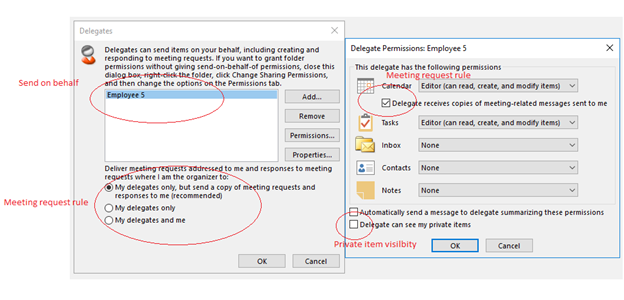 Delegates
Delegates can send items on your behalf, including creating and
responding to meeting requests. If you want to grant folder
permissions without giving send-on-behalf-of permissions, close this
dialog box, right-click the folder, click Change Sharing Permissions,
and then change the options on the Permissions tab.
Send on behalf
Employee 5
Add...
Remove
Permissions...
Properties...
Deliver meeting requests addressed to me and responses to meeting
requests where I am the organizer to:
My delegates only, but send a copy of meeting requests and
responses to me (recommended)
Meeting request rule
My delegates only
My delegates and me
OK
Cancel
Delegate Permissions: Employee 5
This delegate has the following permissions
Meeting request rule
Calendar
Editor (can read, create, and modify items)
Delegate receives copies of meeting-related messages sent to me
Tasks
Editor (can read, create, and modify items)
Inbox
None
Contacts
None
Notes
None
Automatically send a message to delegate summarizing these permissions
Delegate can see my private items
Private item visilbity
OK
Cancel